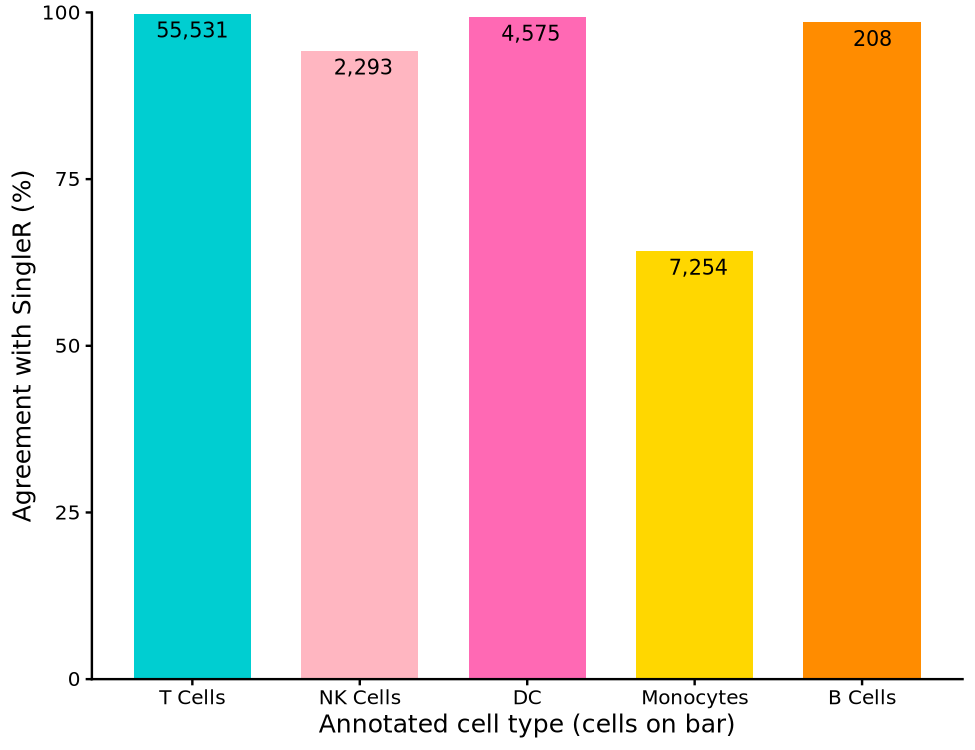 Agreement with SingleR (%)
100
75
50
25
0
55,531
2,293
4,575
7,254
208
T Cells
NK Cells
DC
Monocytes
B Cells
Annotated cell type (cells on bar)